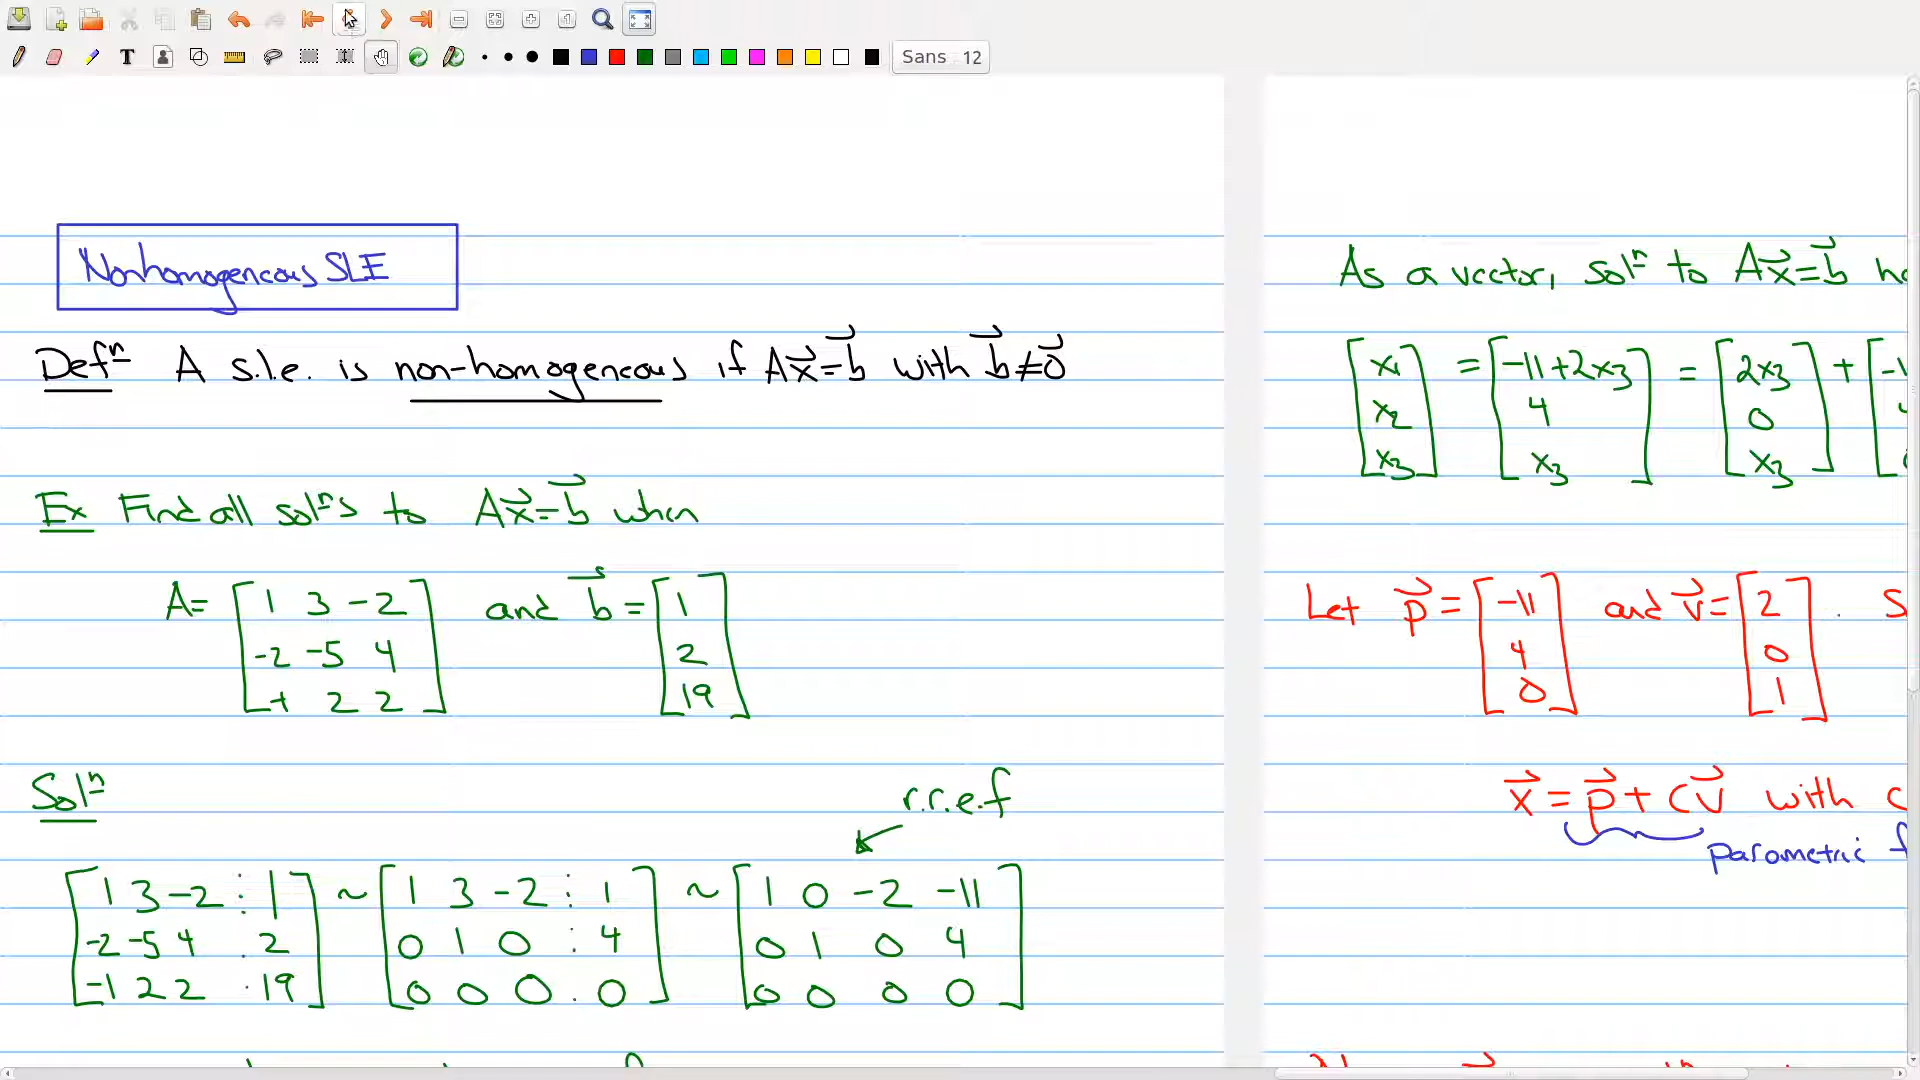 Sans 12
Nonhomogeneous SLE
Defⁿ A s.l.e. is non-homogeneous if Ax⃗=b⃗ with b⃗≠0⃗
Ex Find all solⁿs to Ax⃗=b⃗ when
A= [1 3 -2
-2 -5 4
-1 2 2] and b⃗ = [1
2
19]
Solⁿ
r.r.e.f
[1 3 -2 : 1
-2 -5 4 : 2
-1 2 2 : 19] ~ [1 3 -2 : 1
0 1 0 : 4
0 0 0 : 0] ~ [1 0 -2 -11
0 1 0 4
0 0 0 0]
As a vector, solⁿ to Ax⃗=b⃗
[x₁
x₂
x₃] = [-11+2x₃
4
x₃] = [2x₃
0
x₃] +
Let p⃗ = [-11
4
0] and v⃗ = [2
0
1].
x⃗ = p⃗ + cv⃗ with c
parametric